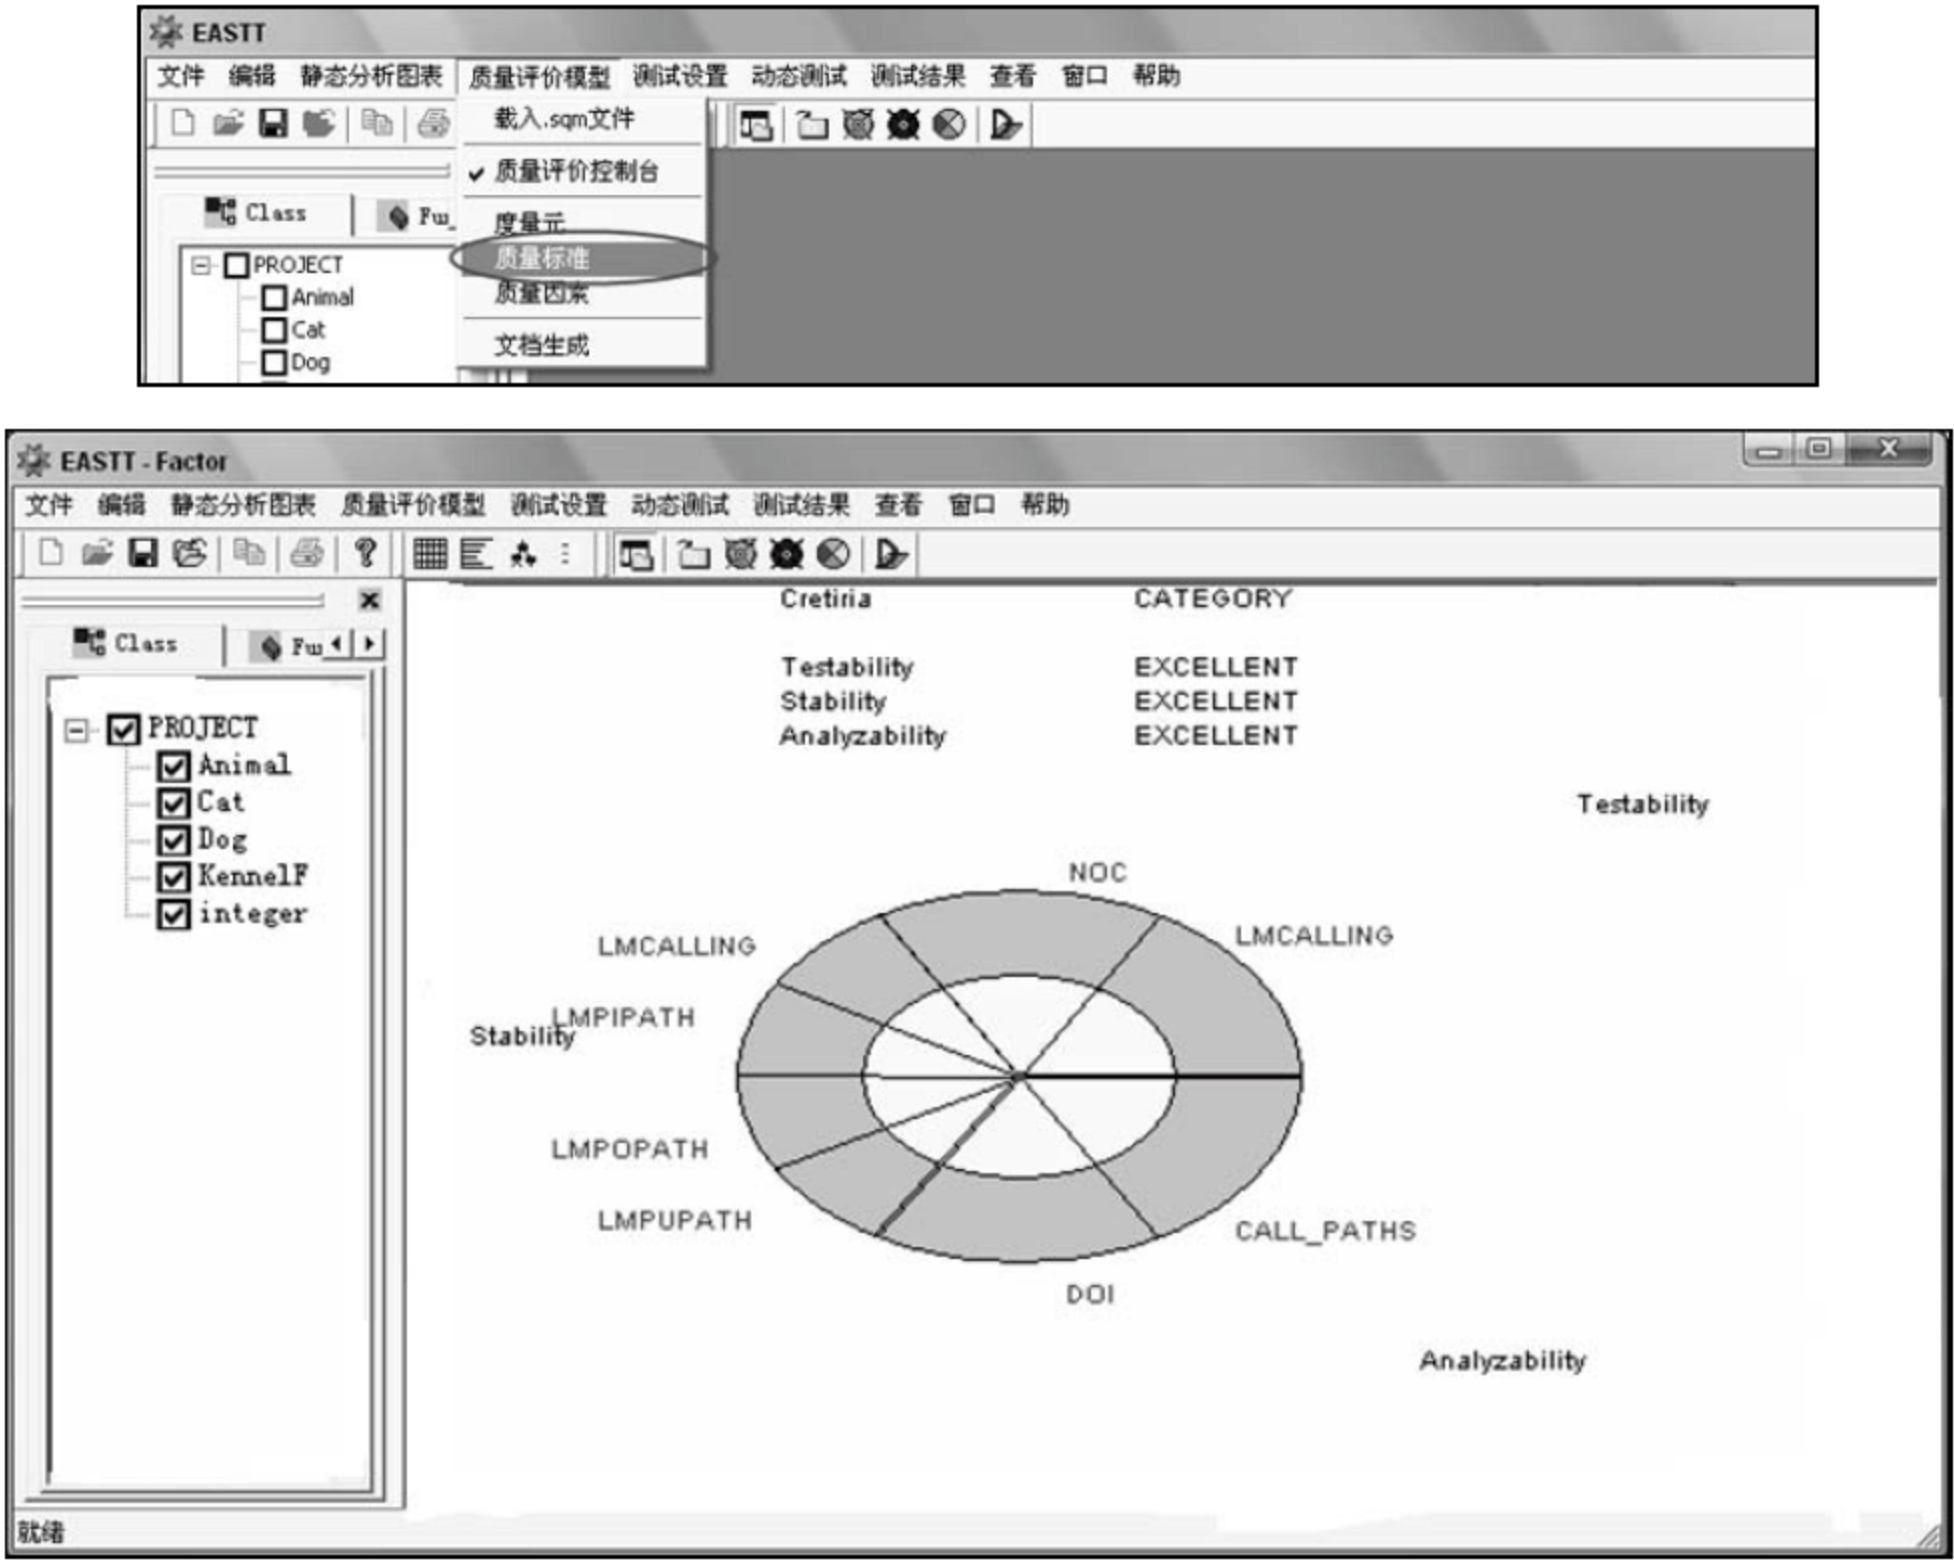 EASTT
文件 编辑 静态分析图表 质量评价模型 测试设置 动态测试 测试结果 查看 窗口 帮助
载入.sqm文件
质量评价控制台
Class Fu
度量元
质量标准
质量因素
文档生成
PROJECT
Animal
Cat
Dog
EASTT - Factor
文件 编辑 静态分析图表 质量评价模型 测试设置 动态测试 测试结果 查看 窗口 帮助
Class Fu
PROJECT
Animal
Cat
Dog
KennelF
integer
Cretiria CATEGORY
Testability EXCELLENT
Stability EXCELLENT
Analyzability EXCELLENT
Testability
NOC
LMCALLING LMCALLING
LMPIPATH
Stability
LMPOPATH
LMPUPATH CALL_PATHS
DOI
Analyzability
就绪